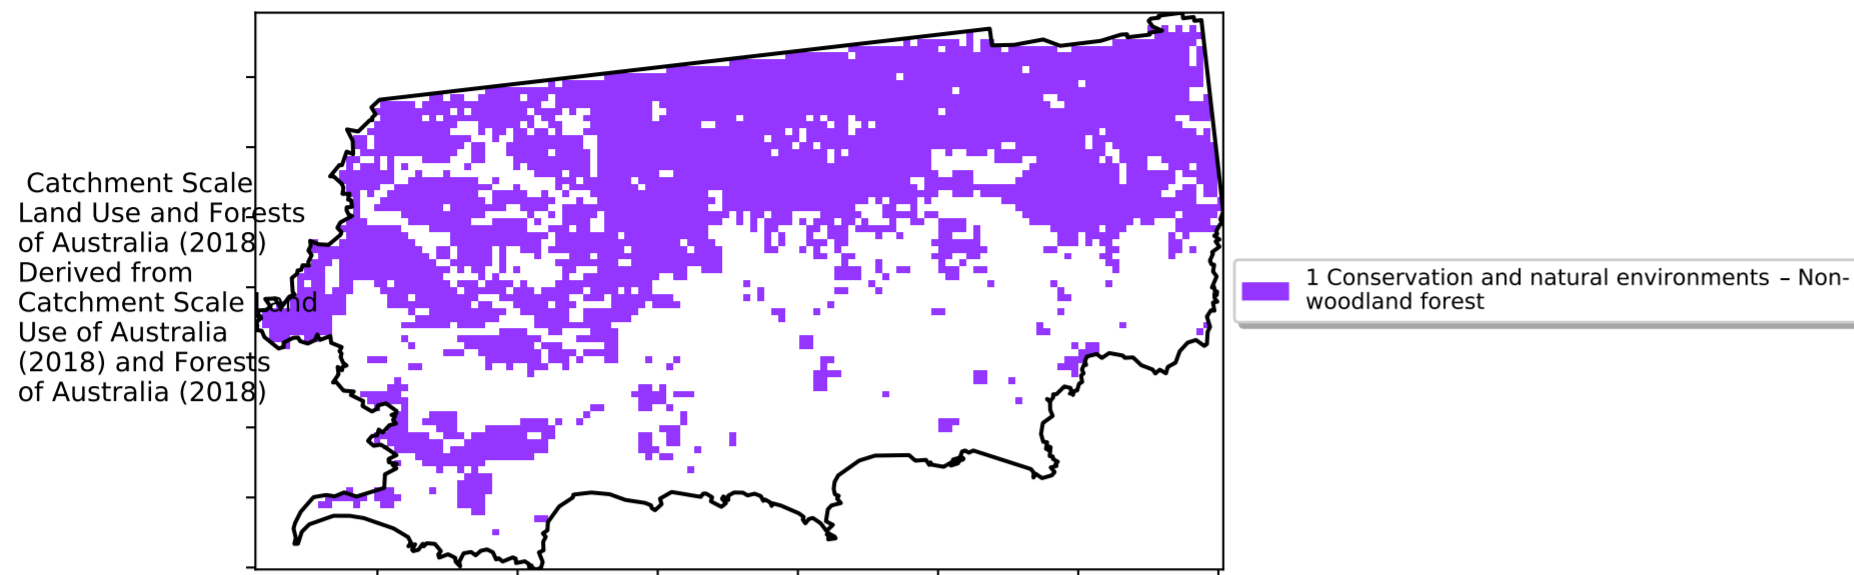 Catchment Scale
Land Use and Forests
of Australia (2018)
Derived from
Catchment Scale Land
Use of Australia
(2018) and Forests
of Australia (2018)
1 Conservation and natural environments – Non-
woodland forest